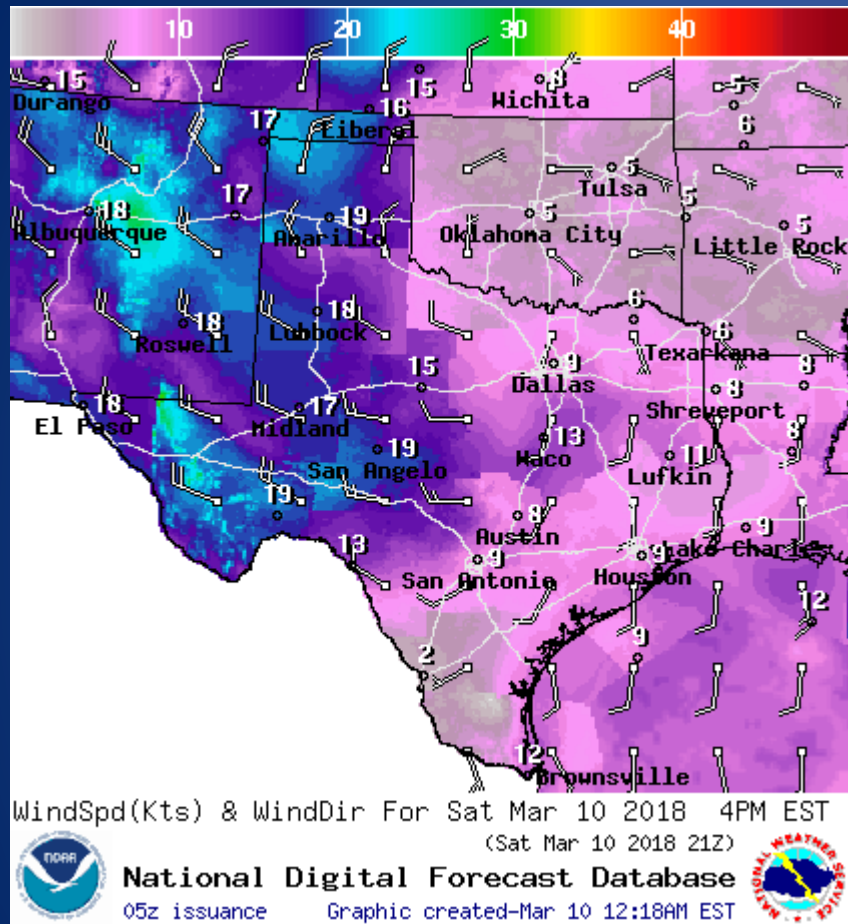 10 20 30 40
15 15 8 5
Durango Wichita
16
Liberal
17 6
5
Tulsa
18 17 19 5 5 5
Albuquerque Amarillo Oklahoma City Little Rock
18 18 6
Roswell Lubbock 6
Texarkana
15 9 8 8
Dallas
18 17 Shreveport
El Paso Midland
19 13 11 8
San Angelo Waco Lufkin
19 8 9
Austin
13 9 9 Lake Charles
San Antonio Houston
12
2 9
12
Brownsville
WindSpd(Kts) & WindDir For Sat Mar 10 2018 4PM EST
(Sat Mar 10 2018 21Z)
NOAA
NATIONAL WEATHER SERVICE
National Digital Forecast Database
05z issuance Graphic created-Mar 10 12:18AM EST